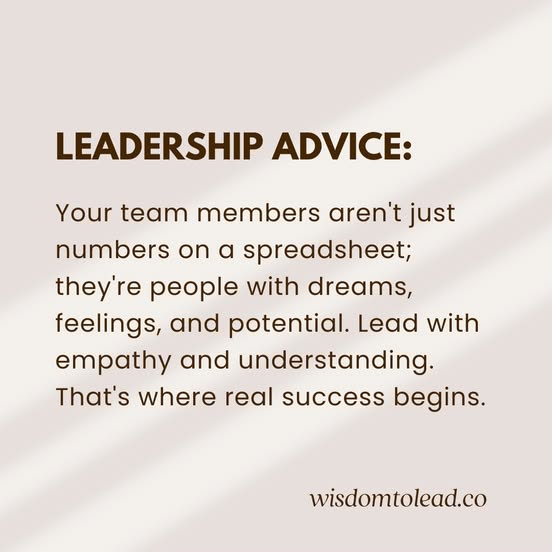 LEADERSHIP ADVICE:
Your team members aren't just
numbers on a spreadsheet;
they're people with dreams,
feelings, and potential. Lead with
empathy and understanding.
That's where real success begins.
wisdomtolead.co